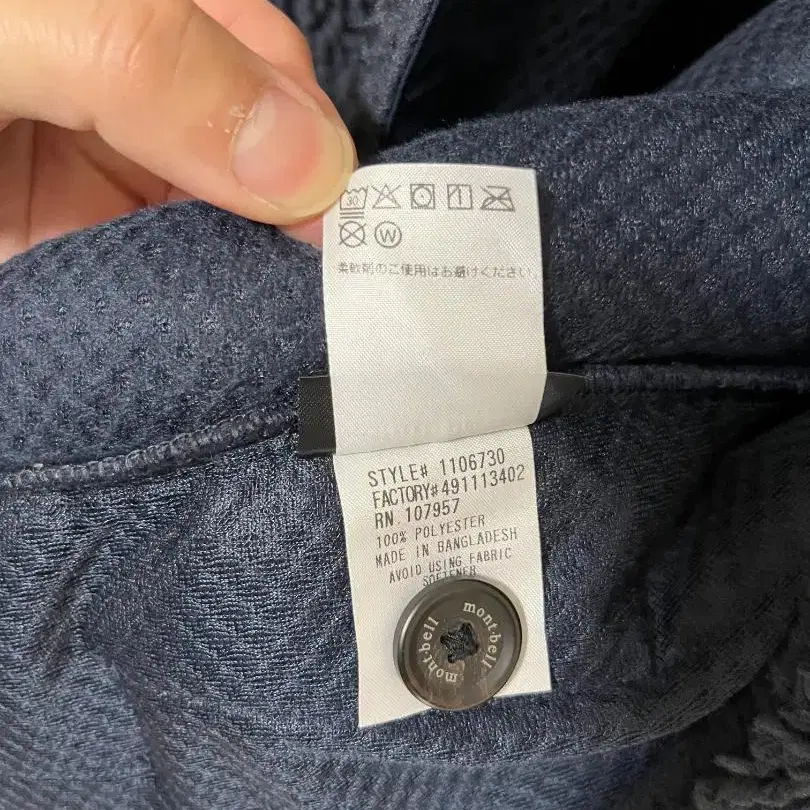 30
W
柔軟剤のご使用はお避けください。
STYLE# 1106730
FACTORY#491113402
RN.107957
100% POLYESTER
MADE IN BANGLADESH
AVOID USING FABRIC
SOFTENER
mont-bell
mont-bell